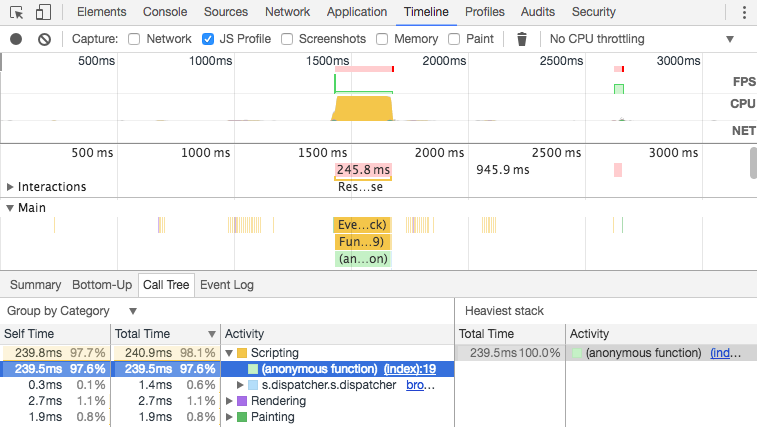 Elements Console Sources Network Application Timeline Profiles Audits Security
Capture: Network JS Profile Screenshots Memory Paint No CPU throttling
500ms 1000ms 1500ms 2000ms 2500ms 3000ms
FPS
CPU
NET
500 ms 1000 ms 1500 ms 2000 ms 2500 ms 3000 ms
245.8 ms 945.9 ms
Interactions Res...se
Main
Eve...ck)
Fun...9)
(an...on)
Summary Bottom-Up Call Tree Event Log
Group by Category Heaviest stack
Self Time Total Time Activity Total Time Activity
239.8ms 97.7% 240.9ms 98.1% Scripting 239.5ms 100.0% (anonymous function) (ind...
239.5ms 97.6% 239.5ms 97.6% (anonymous function) (index):19
0.3ms 0.1% 1.4ms 0.6% s.dispatcher.s.dispatcher bro...
2.7ms 1.1% 2.7ms 1.1% Rendering
1.9ms 0.8% 1.9ms 0.8% Painting